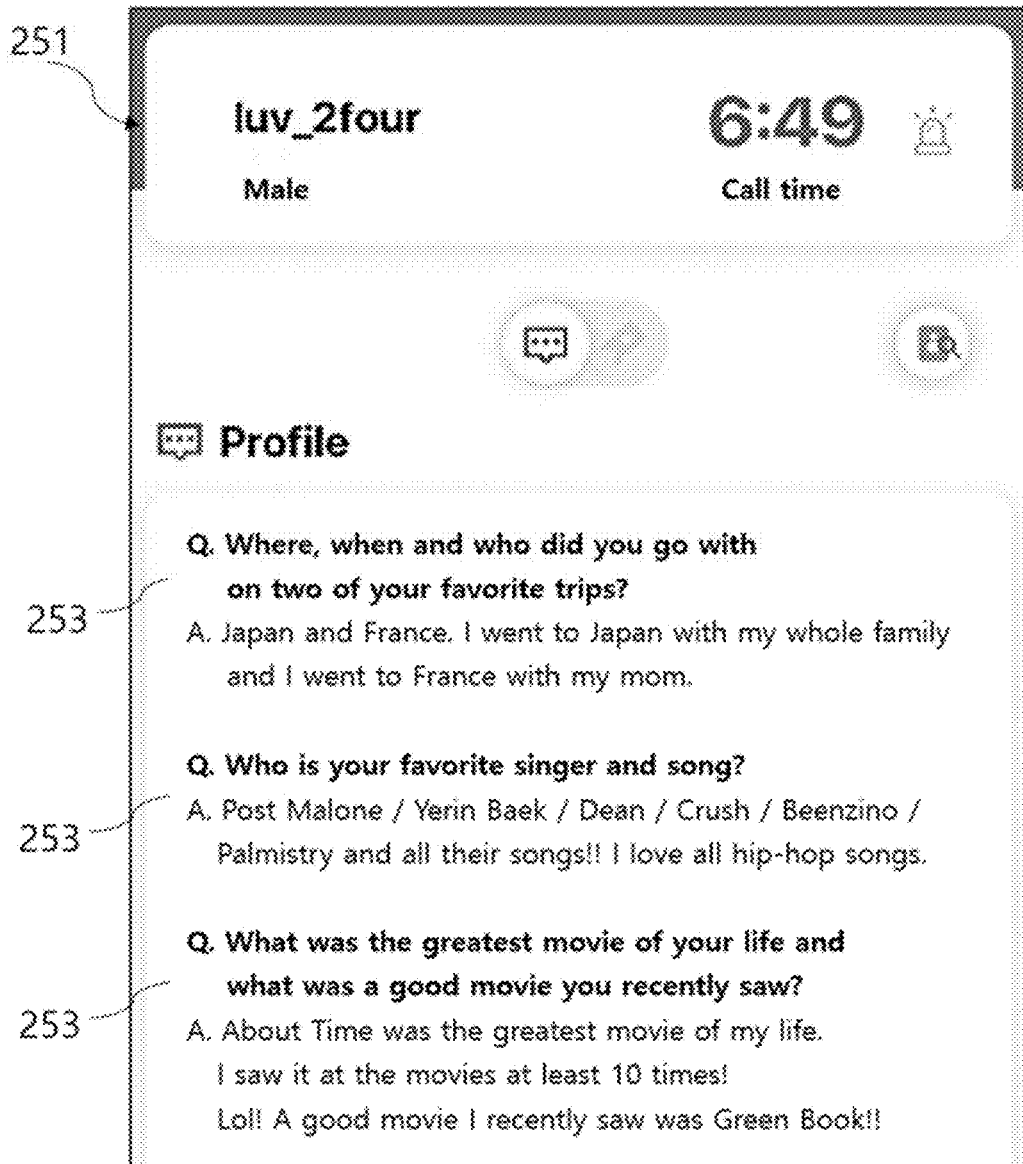 251
luv_2four
6:49
Male
Call time
Profile
Q. Where, when and who did you go with
on two of your favorite trips?
253
A. Japan and France. I went to Japan with my whole family
and I went to France with my mom.
Q. Who is your favorite singer and song?
253
A. Post Malone / Yerin Baek / Dean / Crush / Beenzino /
Palmistry and all their songs!! I love all hip-hop songs.
Q. What was the greatest movie of your life and
what was a good movie you recently saw?
253
A. About Time was the greatest movie of my life.
I saw it at the movies at least 10 times!
Lol! A good movie I recently saw was Green Book!!